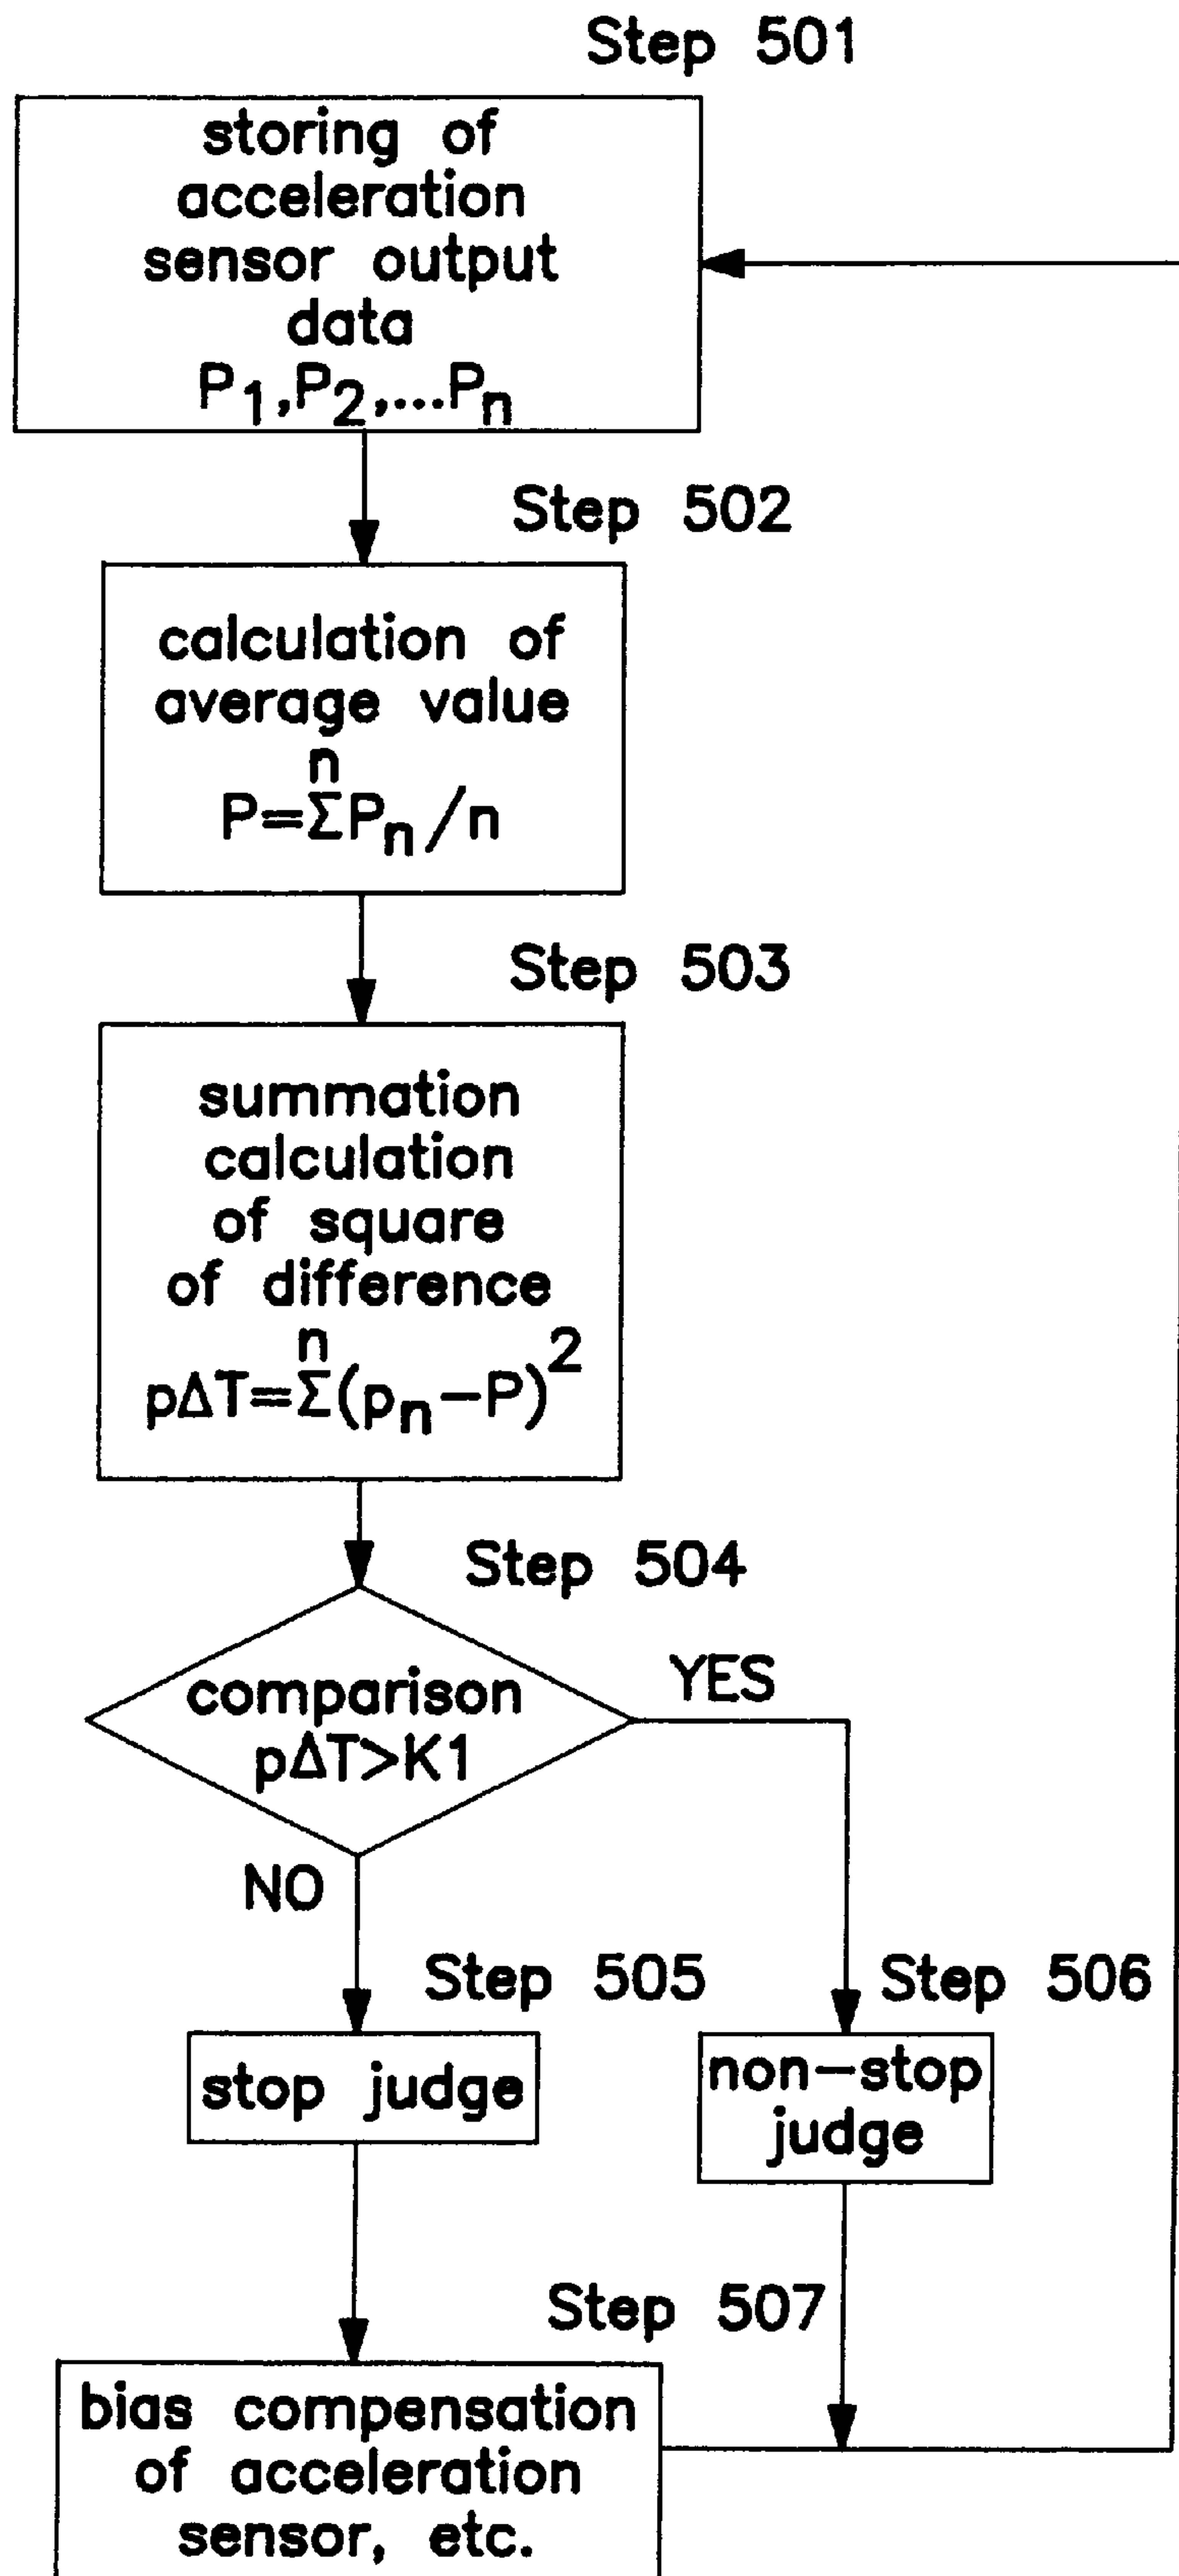 Step 501
storing of
acceleration
sensor output
data
P₁,P₂,...Pₙ
Step 502
calculation of
average value
n
P=ΣPₙ/n
Step 503
summation
calculation
of square
of difference
n
pΔT=Σ(pₙ−P)²
Step 504
comparison
pΔT>K1
YES
NO
Step 505
Step 506
stop judge
non−stop
judge
Step 507
bias compensation
of acceleration
sensor, etc.